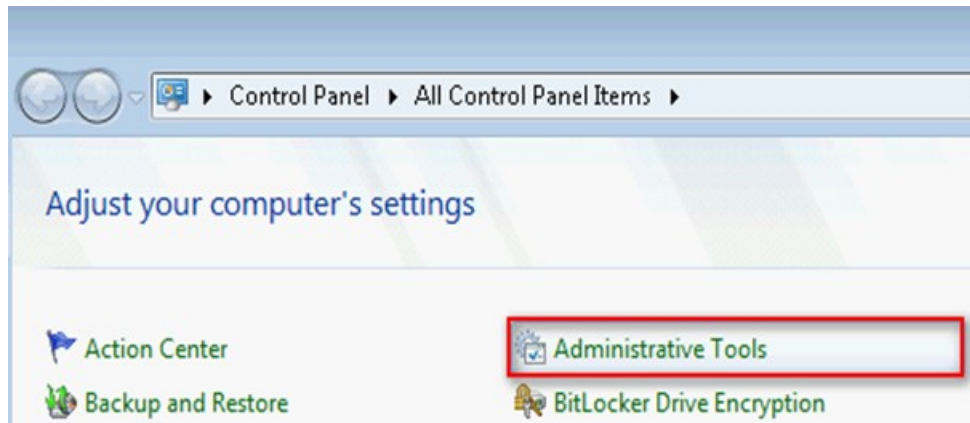 Control Panel All Control Panel Items
Adjust your computer's settings
Action Center Administrative Tools
Backup and Restore BitLocker Drive Encryption